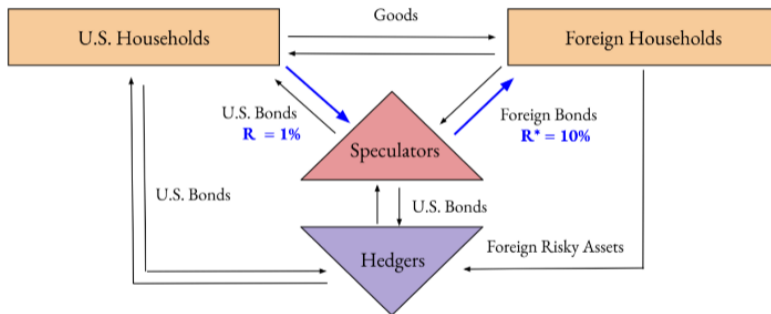 Goods
U.S. Households
Foreign Households
U.S. Bonds
R = 1%
Foreign Bonds
R* = 10%
Speculators
U.S. Bonds
U.S. Bonds
Hedgers
Foreign Risky Assets